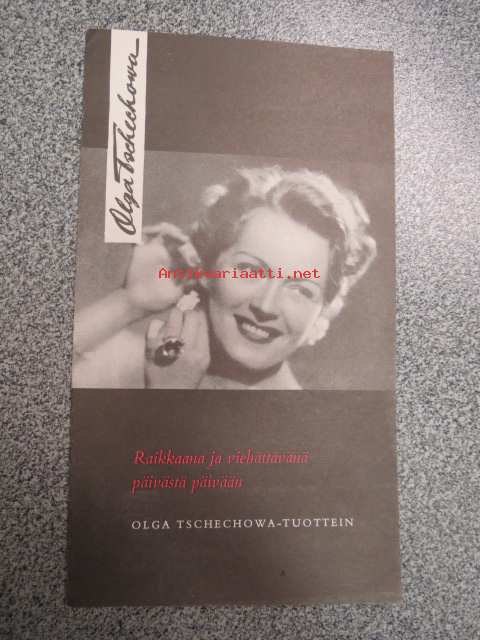 Olga Tschechowa
Antikvariaatti.net
Raikkaana ja viehättävänä
päivästä päivään
OLGA TSCHECHOWA-TUOTTEIN